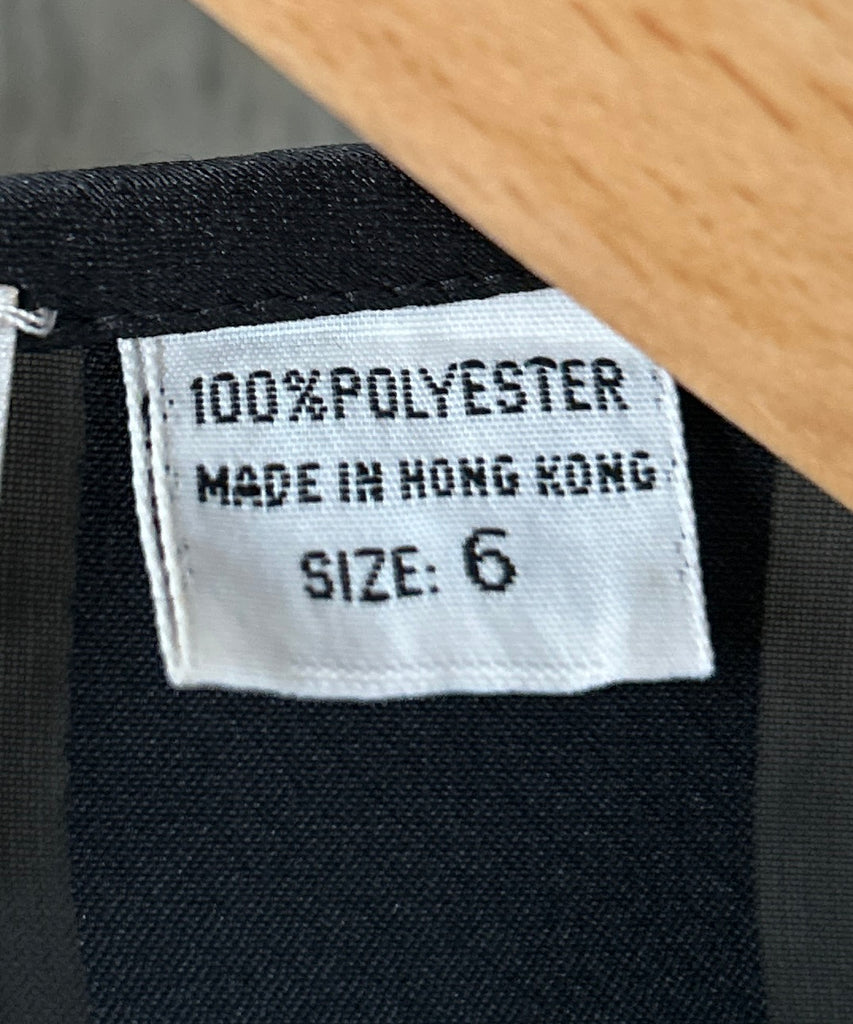 100%POLYESTER
MADE IN HONG KONG
SIZE: 6